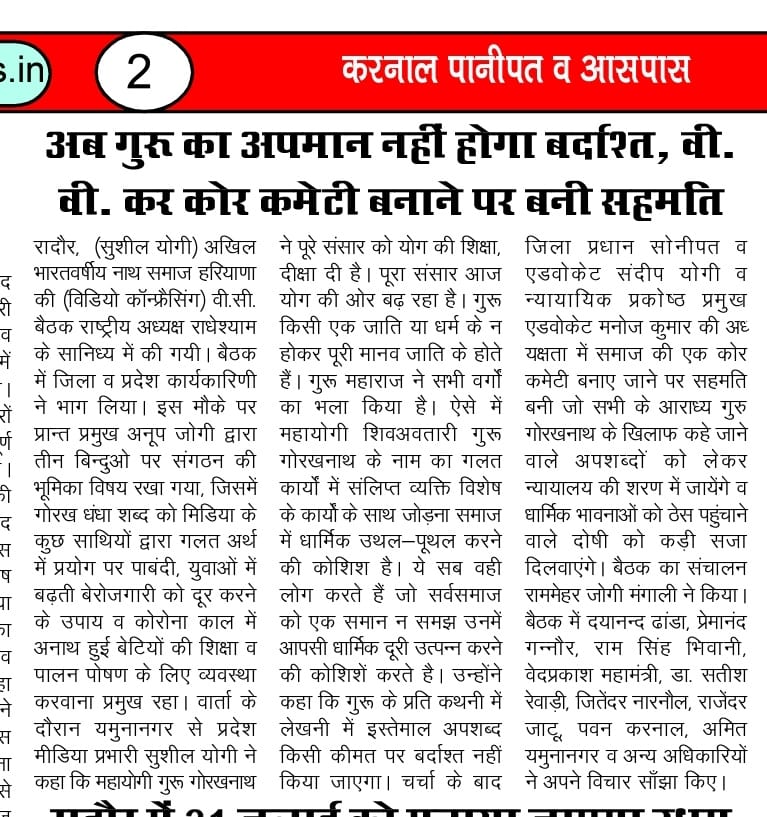 s.in
2
करनाल पानीपत व आसपास
अब गुरू का अपमान नहीं होगा बर्दाश्त, वी.
वी. कर कोर कमेटी बनाने पर बनी सहमति
रादौर, (सुशील योगी) अखिल
भारतवर्षीय नाथ समाज हरियाणा
की (विडियो कॉन्फ्रैसिंग) वी.सी.
बैठक राष्ट्रीय अध्यक्ष राधेश्याम
के सानिध्य में की गयी। बैठक
में जिला व प्रदेश कार्यकारिणी
ने भाग लिया। इस मौके पर
प्रान्त प्रमुख अनूप जोगी द्वारा
तीन बिन्दुओ पर संगठन की
भूमिका विषय रखा गया, जिसमें
गोरख धंधा शब्द को मिडिया के
कुछ साथियों द्वारा गलत अर्थ
में प्रयोग पर पाबंदी, युवाओं में
बढ़ती बेरोजगारी को दूर करने
के उपाय व कोरोना काल में
अनाथ हुई बेटियों की शिक्षा व
पालन पोषण के लिए व्यवस्था
करवाना प्रमुख रहा। वार्ता के
दौरान यमुनानगर से प्रदेश
मीडिया प्रभारी सुशील योगी ने
कहा कि महायोगी गुरू गोरखनाथ
ने पूरे संसार को योग की शिक्षा,
दीक्षा दी है। पूरा संसार आज
योग की ओर बढ़ रहा है। गुरू
किसी एक जाति या धर्म के न
होकर पूरी मानव जाति के होते
हैं। गुरू महाराज ने सभी वर्गो
का भला किया है। ऐसे में
महायोगी शिवअवतारी गुरू
गोरखनाथ के नाम का गलत
कार्यो में संलिप्त व्यक्ति विशेष
के कार्यो के साथ जोड़ना समाज
में धार्मिक उथल–पूथल करने
की कोशिश है। ये सब वही
लोग करते हैं जो सर्वसमाज
को एक समान न समझ उनमें
आपसी धार्मिक दूरी उत्पन्न करने
की कोशिशें करते है। उन्होंने
कहा कि गुरू के प्रति कथनी में
लेखनी में इस्तेमाल अपशब्द
किसी कीमत पर बर्दाश्त नहीं
किया जाएगा। चर्चा के बाद
जिला प्रधान सोनीपत व
एडवोकेट संदीप योगी व
न्यायायिक प्रकोष्ठ प्रमुख
एडवोकेट मनोज कुमार की अध्
यक्षता में समाज की एक कोर
कमेटी बनाए जाने पर सहमति
बनी जो सभी के आराध्य गुरु
गोरखनाथ के खिलाफ कहे जाने
वाले अपशब्दों को लेकर
न्यायालय की शरण में जायेंगे व
धार्मिक भावनाओं को ठेस पहुंचाने
वाले दोषी को कड़ी सजा
दिलवाएंगे। बैठक का संचालन
राममेहर जोगी मंगाली ने किया।
बैठक में दयानन्द ढांडा, प्रेमानंद
गन्नौर, राम सिंह भिवानी,
वेदप्रकाश महामंत्री, डा. सतीश
रेवाड़ी, जितेंदर नारनौल, राजेंदर
जाटू, पवन करनाल, अमित
यमुनानगर व अन्य अधिकारियों
ने अपने विचार साँझा किए।